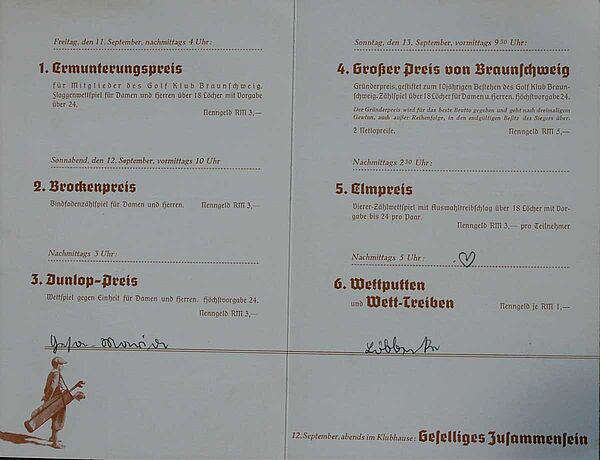 Freitag, den 11. September, nachmittags 4 Uhr:
1. Ermunterungspreis
für Mitglieder des Golf Klub Braunschweig.
Flaggenwettspiel für Damen und Herren über 18 Löcher mit Vorgabe
über 24.
Nenngeld RM 3,—
Sonnabend, den 12. September, vormittags 10 Uhr
2. Brockenpreis
Bindfadenzählspiel für Damen und Herren. Nenngeld RM 3,—
Nachmittags 3 Uhr:
3. Dunlop-Preis
Wettspiel gegen Einheit für Damen und Herren. Höchstvorgabe 24.
Nenngeld RM 3,—
Sonntag, den 13. September, vormittags 9 30 Uhr:
4. Großer Preis von Braunschweig
Gründerpreis, gestiftet zum 10jährigen Bestehen des Golf Klub Braun-
schweig. Zählspiel über 18 Löcher für Damen u. Herren. Höchstvorgabe 24.
Der Gründerpreis wird für das beste Brutto gegeben und geht nach dreimaligem
Gewinn, auch außer Reihenfolge, in den endgültigen Besitz des Siegers über.
2 Nettopreise. Nenngeld RM 5,—
Nachmittags 2 30 Uhr:
5. Elmpreis
Vierer-Zählwettspiel mit Auswahltreibschlag über 18 Löcher mit Vor-
gabe bis 24 pro Paar.
Nenngeld RM 3,— pro Teilnehmer
Nachmittags 5 Uhr:
6. Wettputten
und Wett-Treiben Nenngeld je RM 1,—
Löbbecke
12. September, abends im Klubhause: Geselliges Zusammensein